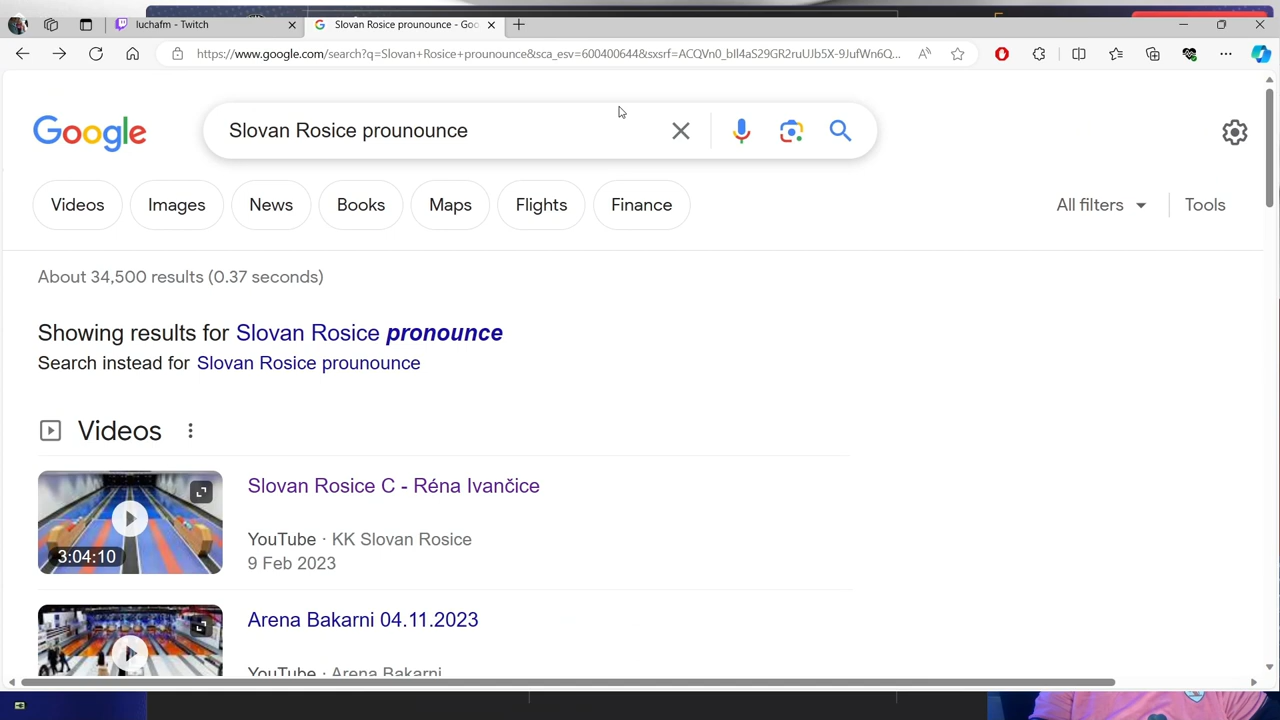 luchafm - Twitch
Slovan Rosice prounounce - Goo
https://www.google.com/search?q=Slovan+Rosice+prounounce&sca_esv=600400644&sxsrf=ACQVn0_bIl4aS29GR2ruUJb5X-9JufWn6Q...
Google
Slovan Rosice prounounce
Videos
Images
News
Books
Maps
Flights
Finance
All filters
Tools
About 34,500 results (0.37 seconds)
Showing results for Slovan Rosice pronounce
Search instead for Slovan Rosice prounounce
Videos
Slovan Rosice C - Réna Ivančice
YouTube · KK Slovan Rosice
9 Feb 2023
3:04:10
Arena Bakarni 04.11.2023
YouTube · Arena Bakarni